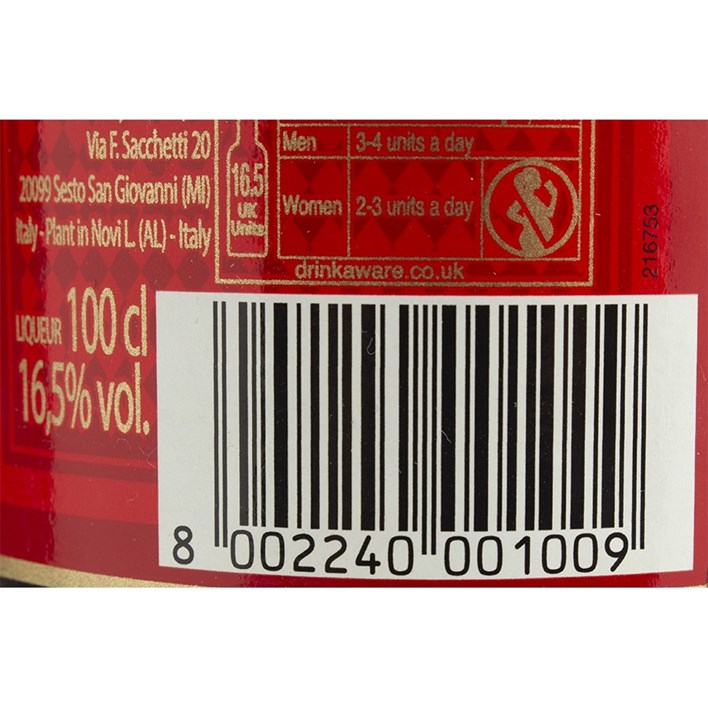 Via F. Sacchetti 20
20099 Sesto San Giovanni (MI)
Italy - Plant in Novi L. (AL) - Italy
LIQUEUR 100 cl
16,5% vol.
16.5
UK
Units
Men 3-4 units a day
Women 2-3 units a day
drinkaware.co.uk
216753
8 002240 001009